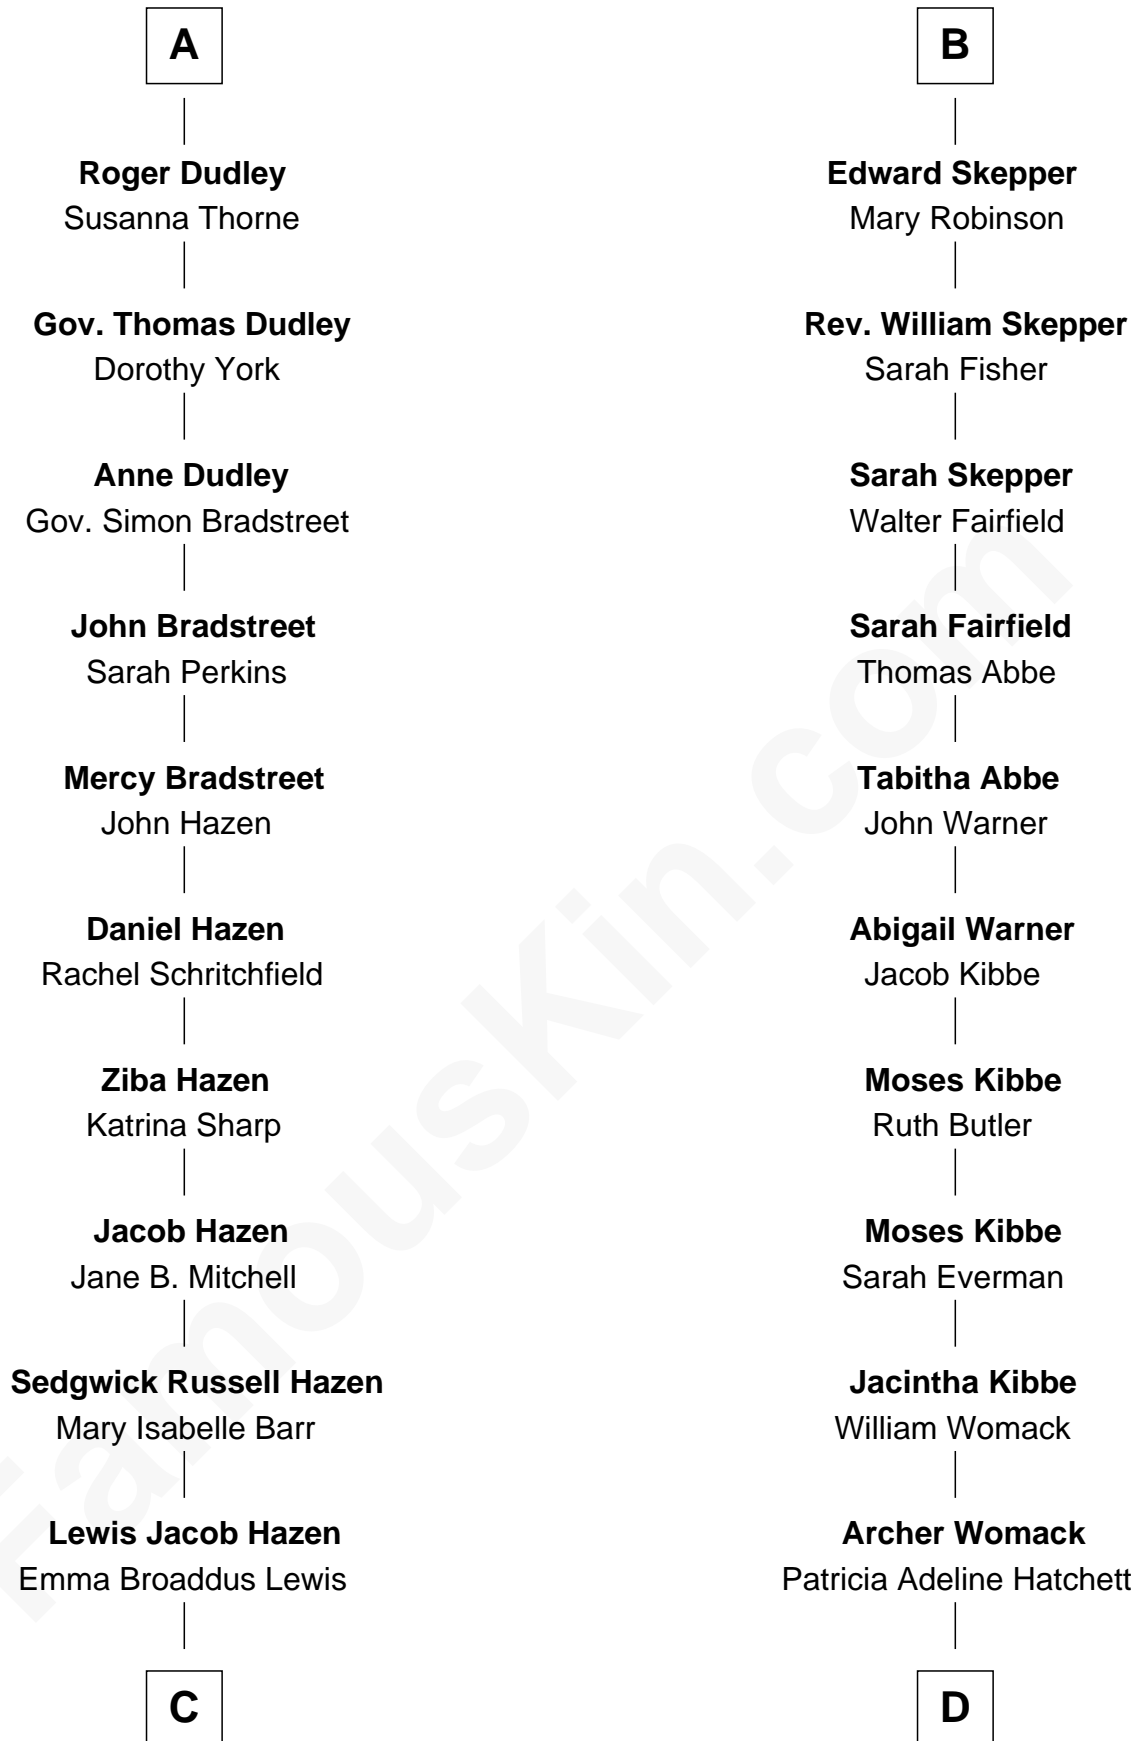 A
Roger Dudley
Susanna Thorne
Gov. Thomas Dudley
Dorothy York
Anne Dudley
Gov. Simon Bradstreet
John Bradstreet
Sarah Perkins
Mercy Bradstreet
John Hazen
Daniel Hazen
Rachel Schritchfield
Ziba Hazen
Katrina Sharp
Jacob Hazen
Jane B. Mitchell
Sedgwick Russell Hazen
Mary Isabelle Barr
Lewis Jacob Hazen
Emma Broaddus Lewis
C
B
Edward Skepper
Mary Robinson
Rev. William Skepper
Sarah Fisher
Sarah Skepper
Walter Fairfield
Sarah Fairfield
Thomas Abbe
Tabitha Abbe
John Warner
Abigail Warner
Jacob Kibbe
Moses Kibbe
Ruth Butler
Moses Kibbe
Sarah Everman
Jacintha Kibbe
William Womack
Archer Womack
Patricia Adeline Hatchett
D
FamousKin.com